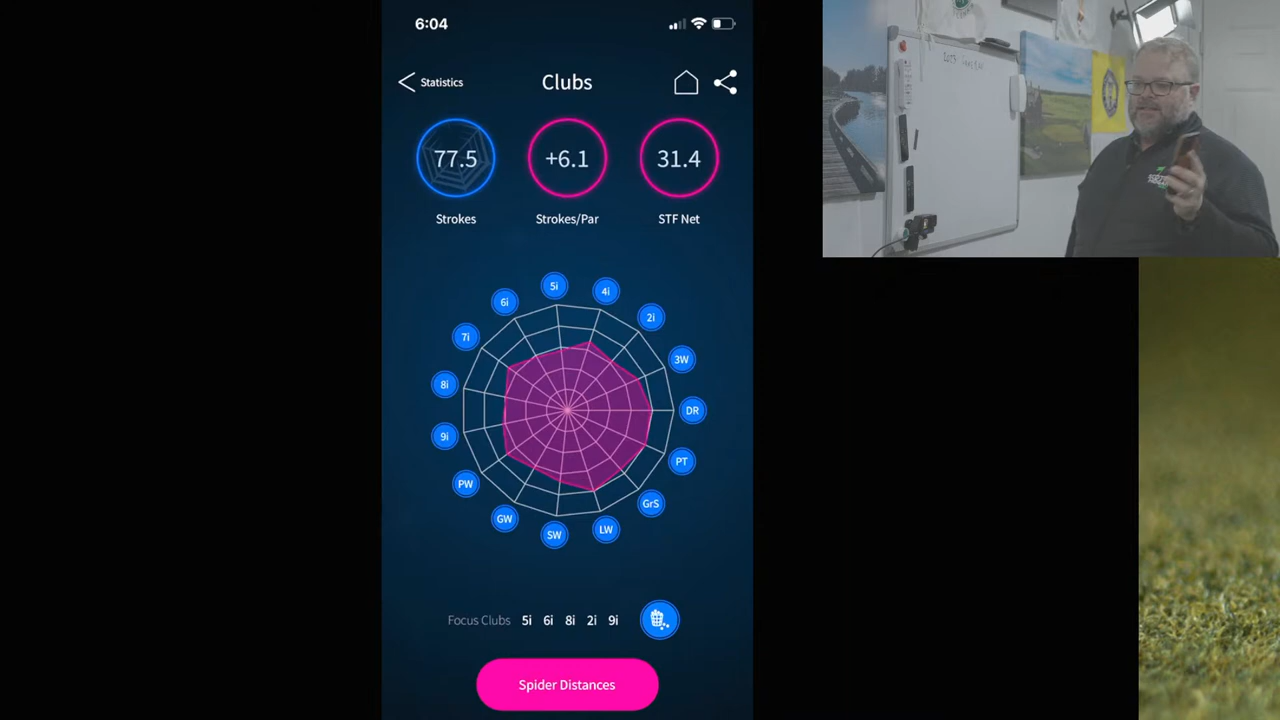 6:04
Statistics
Clubs
77.5
+6.1
31.4
Strokes
Strokes/Par
STF Net
5i
4i
6i
2i
7i
3W
8i
DR
9i
PT
PW
GrS
GW
LW
SW
Focus Clubs 5i 6i 8i 2i 9i
Spider Distances